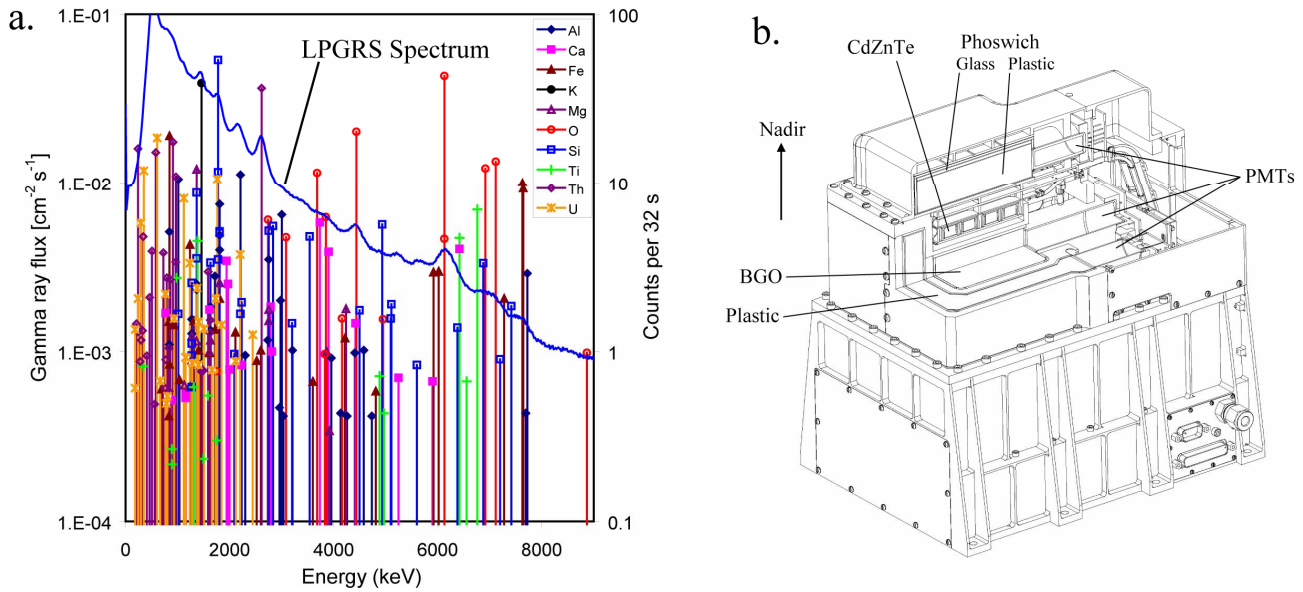 a.
1.E-01
1.E-02
1.E-03
1.E-04
Gamma ray flux [cm-2 s-1]
LPGRS Spectrum
Al
Ca
Fe
K
Mg
O
Si
Ti
Th
U
100
10
1
0.1
Counts per 32 s
0
2000
4000
6000
8000
Energy (keV)
b.
CdZnTe
Phoswich
Glass Plastic
Nadir
PMTs
BGO
Plastic